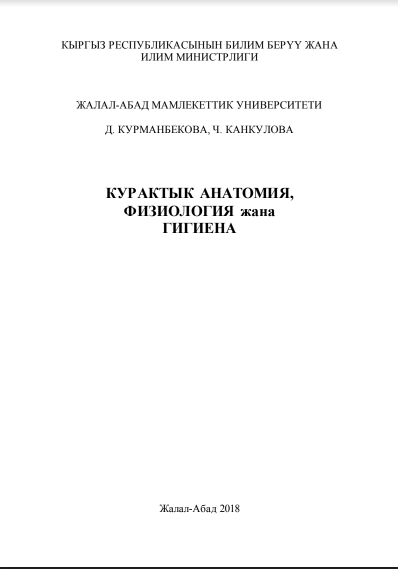 КЫРГЫЗ РЕСПУБЛИКАСЫНЫН БИЛИМ БЕРҮҮ ЖАНА
ИЛИМ МИНИСТРЛИГИ
ЖАЛАЛ-АБАД МАМЛЕКЕТТИК УНИВЕРСИТЕТИ
Д. КУРМАНБЕКОВА, Ч. КАНКУЛОВА
КУРАКТЫК АНАТОМИЯ,
ФИЗИОЛОГИЯ жана
ГИГИЕНА
Жалал-Абад 2018